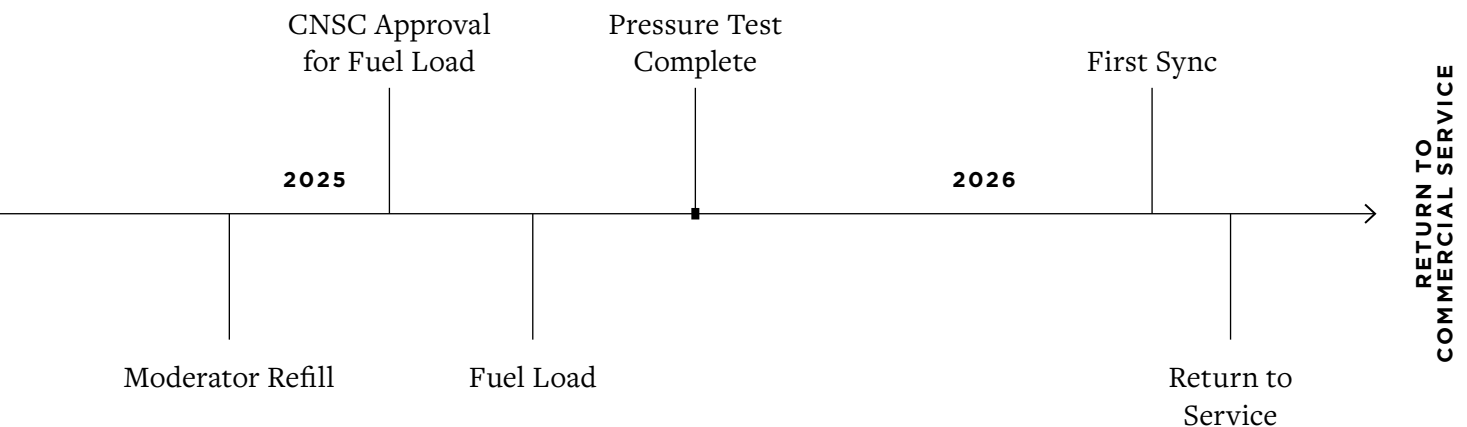 CNSC Approval
for Fuel Load
Pressure Test
Complete
First Sync
2025
2026
Moderator Refill
Fuel Load
Return to
Service
RETURN TO
COMMERCIAL SERVICE